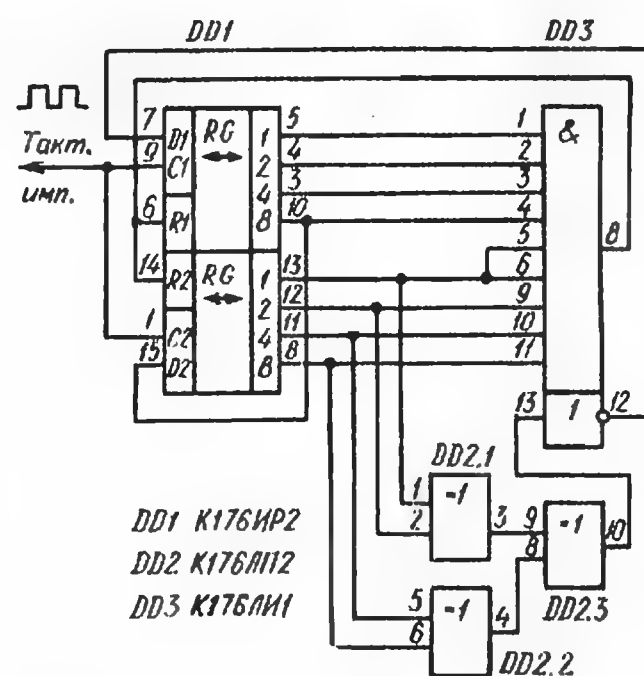 DD1 DD3
Такт.
имп.
7 D1 RG 1 5
9 C1 2 4
4 3
6 R1 8 10
14 R2 RG 1 13
2 12
1 C2 4 11
15 D2 8 8
1 &
2
3
4
5 8
6
9
10
11
13 1 12
DD2.1
1 =1 3
2
9 =1 10
8
DD2.3
5 =1 4
6
DD2.2
DD1 К176ИР2
DD2 К176ЛП2
DD3 К176ЛИ1